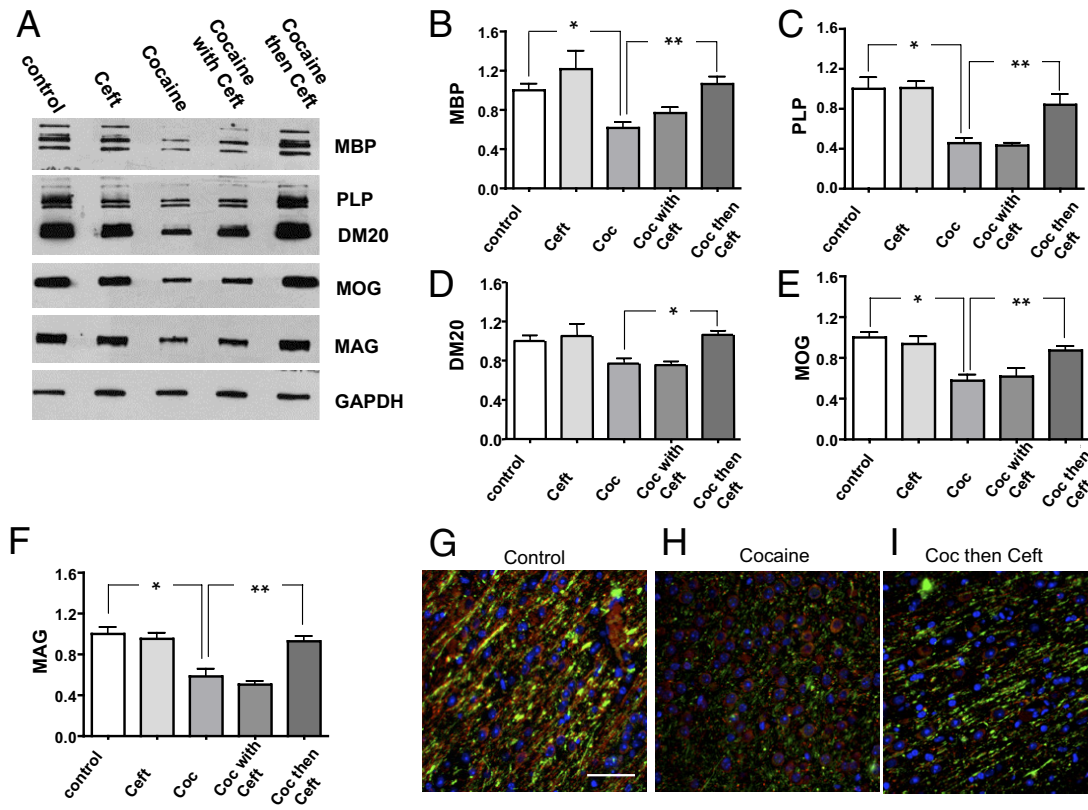 A
control
Ceft
Cocaine
Cocaine
with Ceft
Cocaine
then Ceft
MBP
PLP
DM20
MOG
MAG
GAPDH
B
MBP
1.6
1.2
0.8
0.4
0.0
*
**
control
Ceft
Coc
Coc with
Ceft
Coc then
Ceft
C
PLP
1.6
1.2
0.8
0.4
0.0
*
**
control
Ceft
Coc
Coc with
Ceft
Coc then
Ceft
D
DM20
1.6
1.2
0.8
0.4
0.0
*
control
Ceft
Coc
Coc with
Ceft
Coc then
Ceft
E
MOG
1.6
1.2
0.8
0.4
0.0
*
**
control
Ceft
Coc
Coc with
Ceft
Coc then
Ceft
F
MAG
1.6
1.2
0.8
0.4
0.0
*
**
control
Ceft
Coc
Coc with
Ceft
Coc then
Ceft
G
Control
H
Cocaine
I
Coc then Ceft